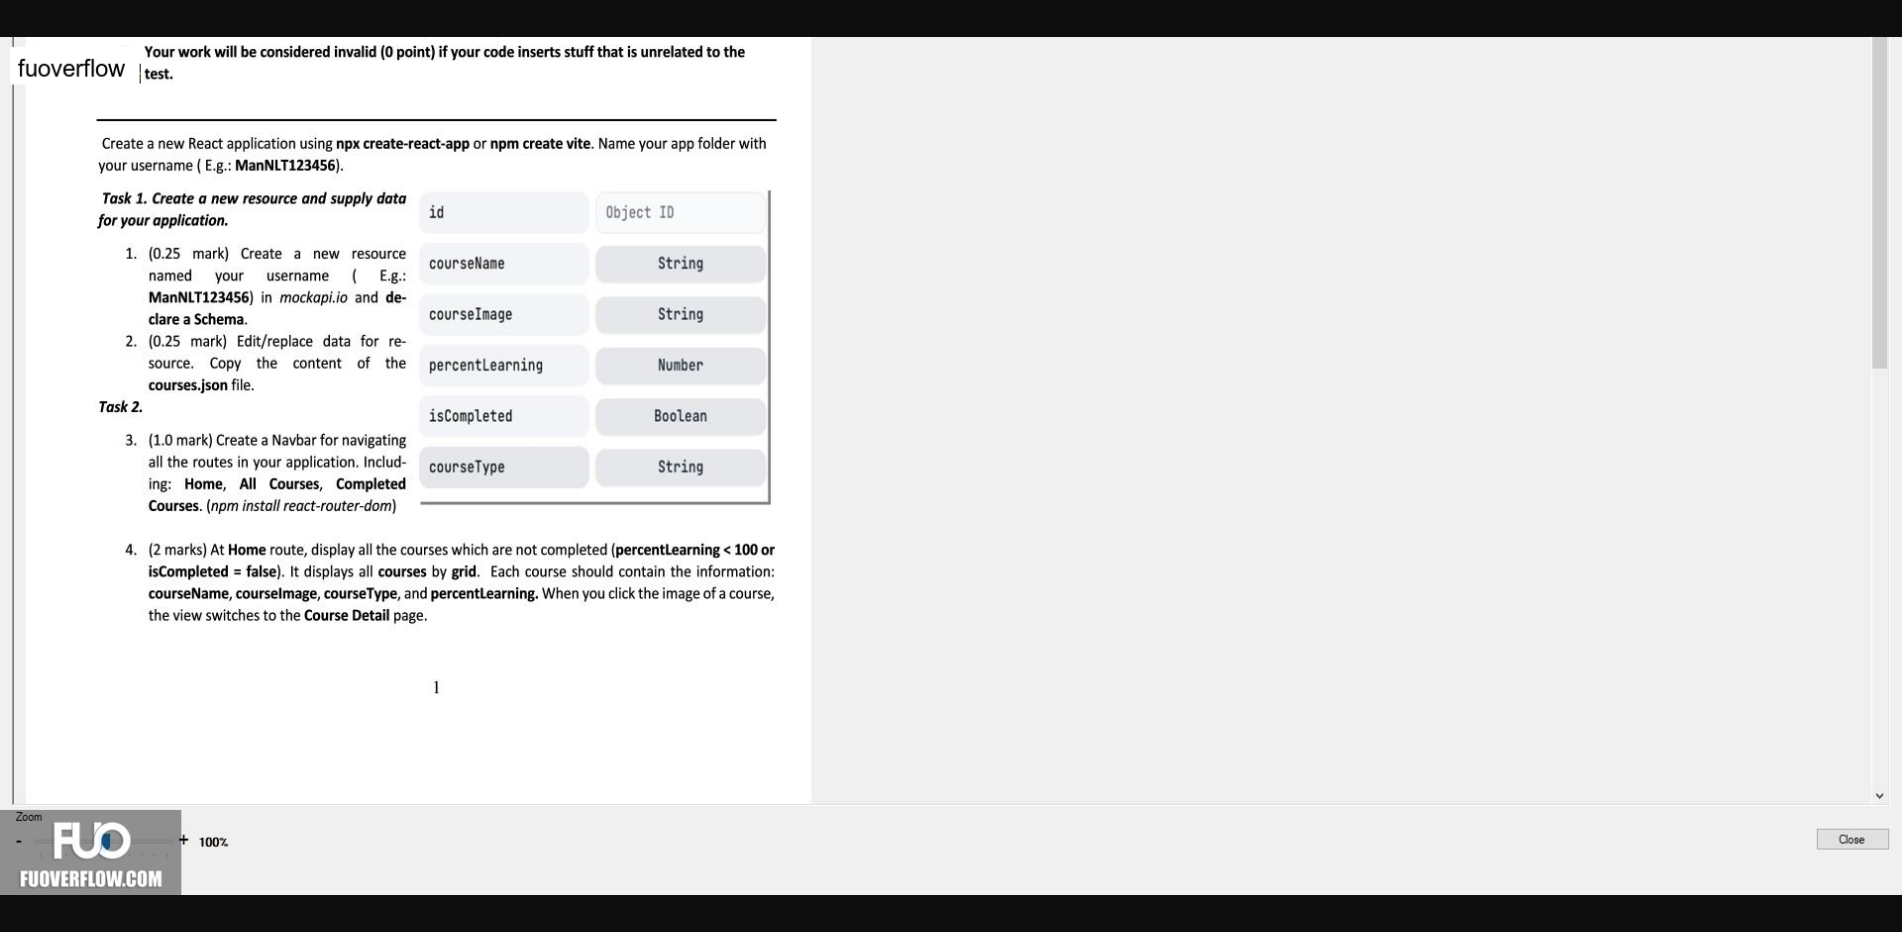 Your work will be considered invalid (0 point) if your code inserts stuff that is unrelated to the
fuoverflow
test.
Create a new React application using npx create-react-app or npm create vite. Name your app folder with
your username ( E.g.: ManNLT123456).
Task 1. Create a new resource and supply data
for your application.
1. (0.25 mark) Create a new resource
named your username ( E.g.:
ManNLT123456) in mockapi.io and de-
clare a Schema.
2. (0.25 mark) Edit/replace data for re-
source. Copy the content of the
courses.json file.
Task 2.
3. (1.0 mark) Create a Navbar for navigating
all the routes in your application. Includ-
ing: Home, All Courses, Completed
Courses. (npm install react-router-dom)
id Object ID
courseName String
courseImage String
percentLearning Number
isCompleted Boolean
courseType String
4. (2 marks) At Home route, display all the courses which are not completed (percentLearning < 100 or
isCompleted = false). It displays all courses by grid. Each course should contain the information:
courseName, courseImage, courseType, and percentLearning. When you click the image of a course,
the view switches to the Course Detail page.
1
Zoom
- + 100%
FUO
FUOVERFLOW.COM
Close